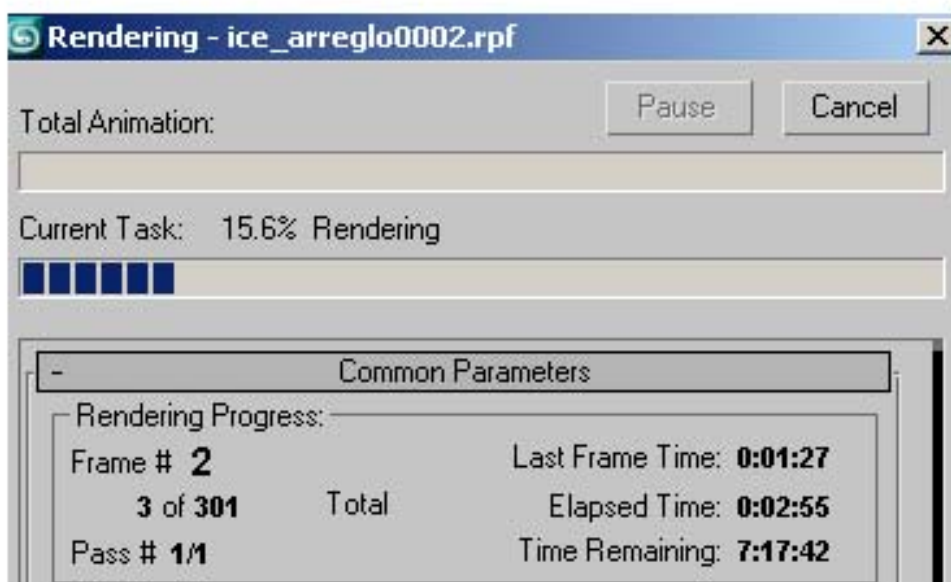 Rendering - ice_arreglo0002.rpf
Pause Cancel
Total Animation:
Current Task: 15.6% Rendering
- Common Parameters
Rendering Progress:
Frame # 2 Last Frame Time: 0:01:27
3 of 301 Total Elapsed Time: 0:02:55
Pass # 1/1 Time Remaining: 7:17:42